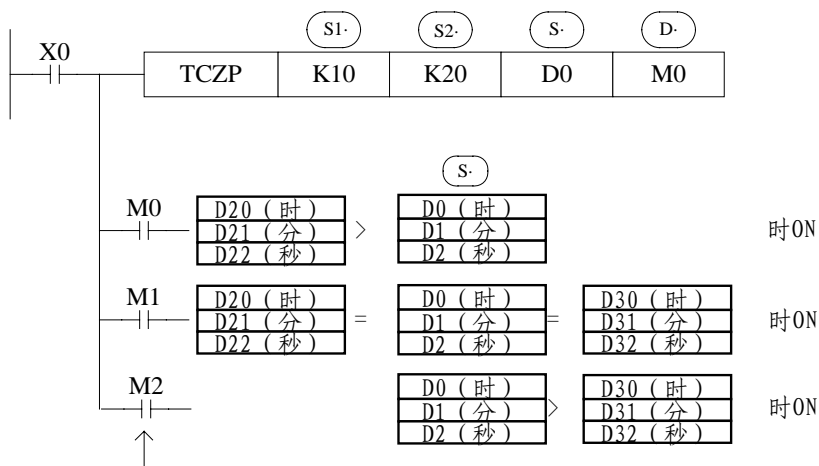 S1· S2· S· D·
X0 TCZP K10 K20 D0 M0
S·
M0 D20 (时) D0 (时)
D21 (分) > D1 (分) 时ON
D22 (秒) D2 (秒)
M1 D20 (时) D0 (时) D30 (时)
D21 (分) = D1 (分) = D31 (分) 时ON
D22 (秒) D2 (秒) D32 (秒)
M2 D0 (时) D30 (时)
D1 (分) > D31 (分) 时ON
D2 (秒) D32 (秒)